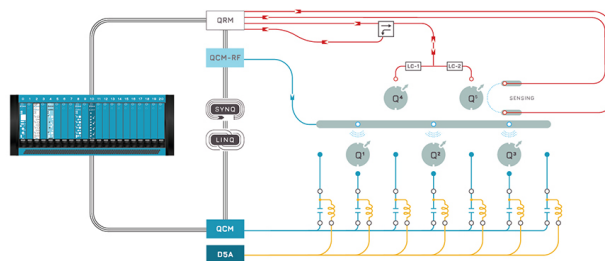 QRM
QCM-RF
LC-1
LC-2
Q4
Q5
SENSING
SYNQ
LINQ
Q1
Q2
Q3
QCM
D5A